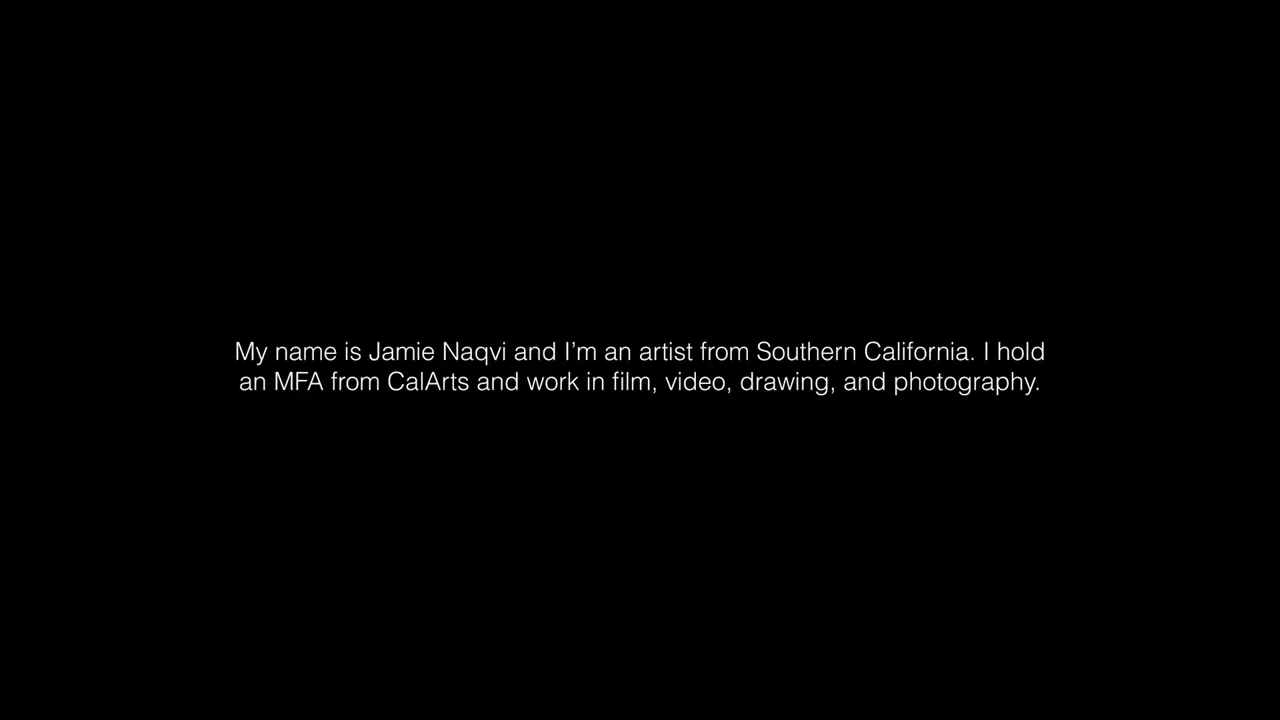 My name is Jamie Naqvi and I’m an artist from Southern California. I hold
an MFA from CalArts and work in film, video, drawing, and photography.